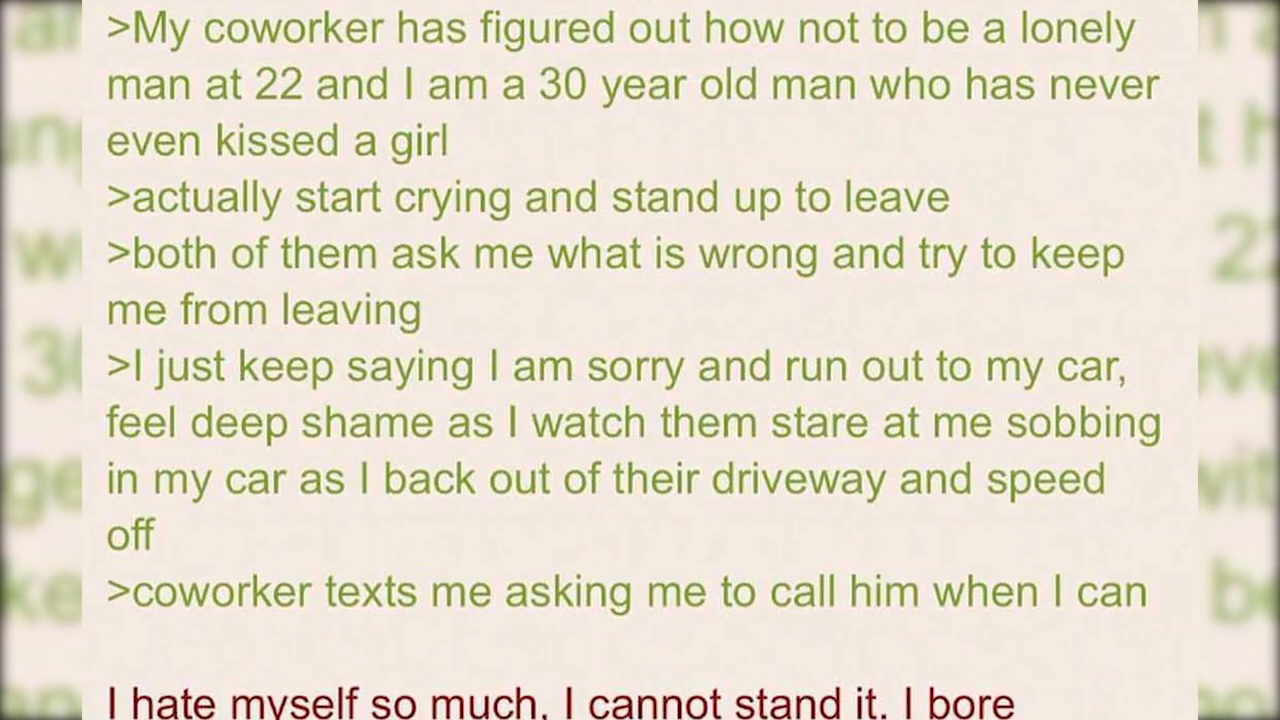 >My coworker has figured out how not to be a lonely
man at 22 and I am a 30 year old man who has never
even kissed a girl
>actually start crying and stand up to leave
>both of them ask me what is wrong and try to keep
me from leaving
>I just keep saying I am sorry and run out to my car,
feel deep shame as I watch them stare at me sobbing
in my car as I back out of their driveway and speed
off
>coworker texts me asking me to call him when I can
I hate myself so much, I cannot stand it. I bore